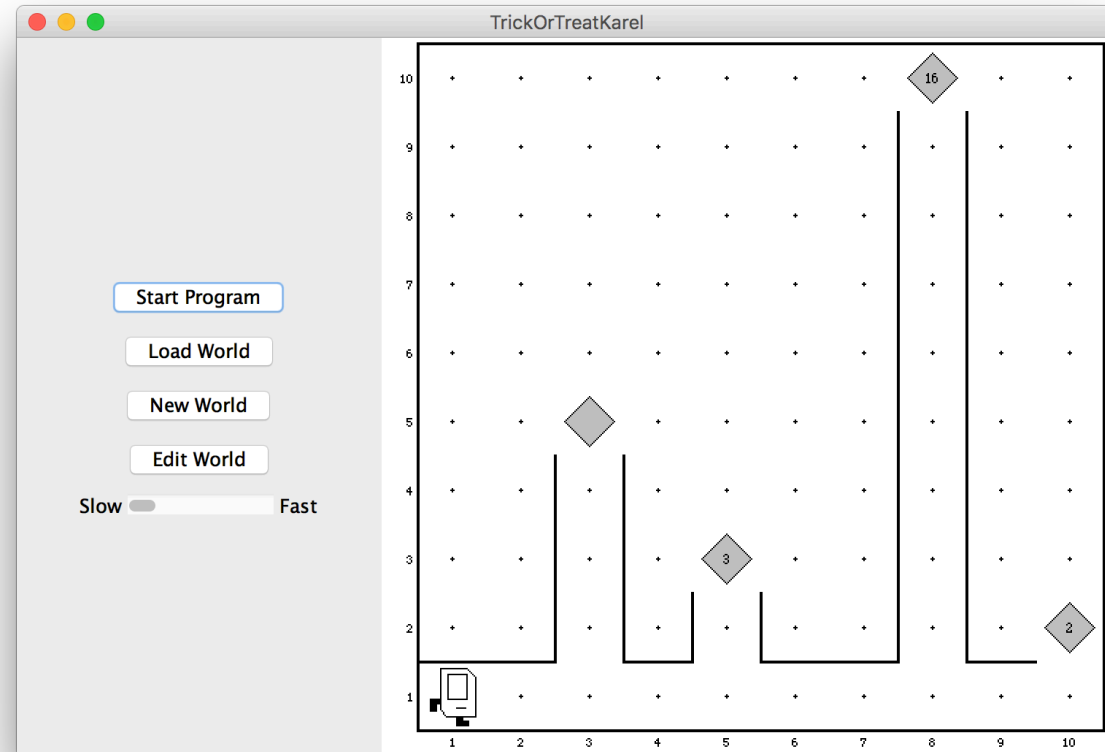 TrickOrTreatKarel
Start Program
Load World
New World
Edit World
Slow Fast
10 16
9
8
7
6
5
4
3 3
2 2
1
1 2 3 4 5 6 7 8 9 10